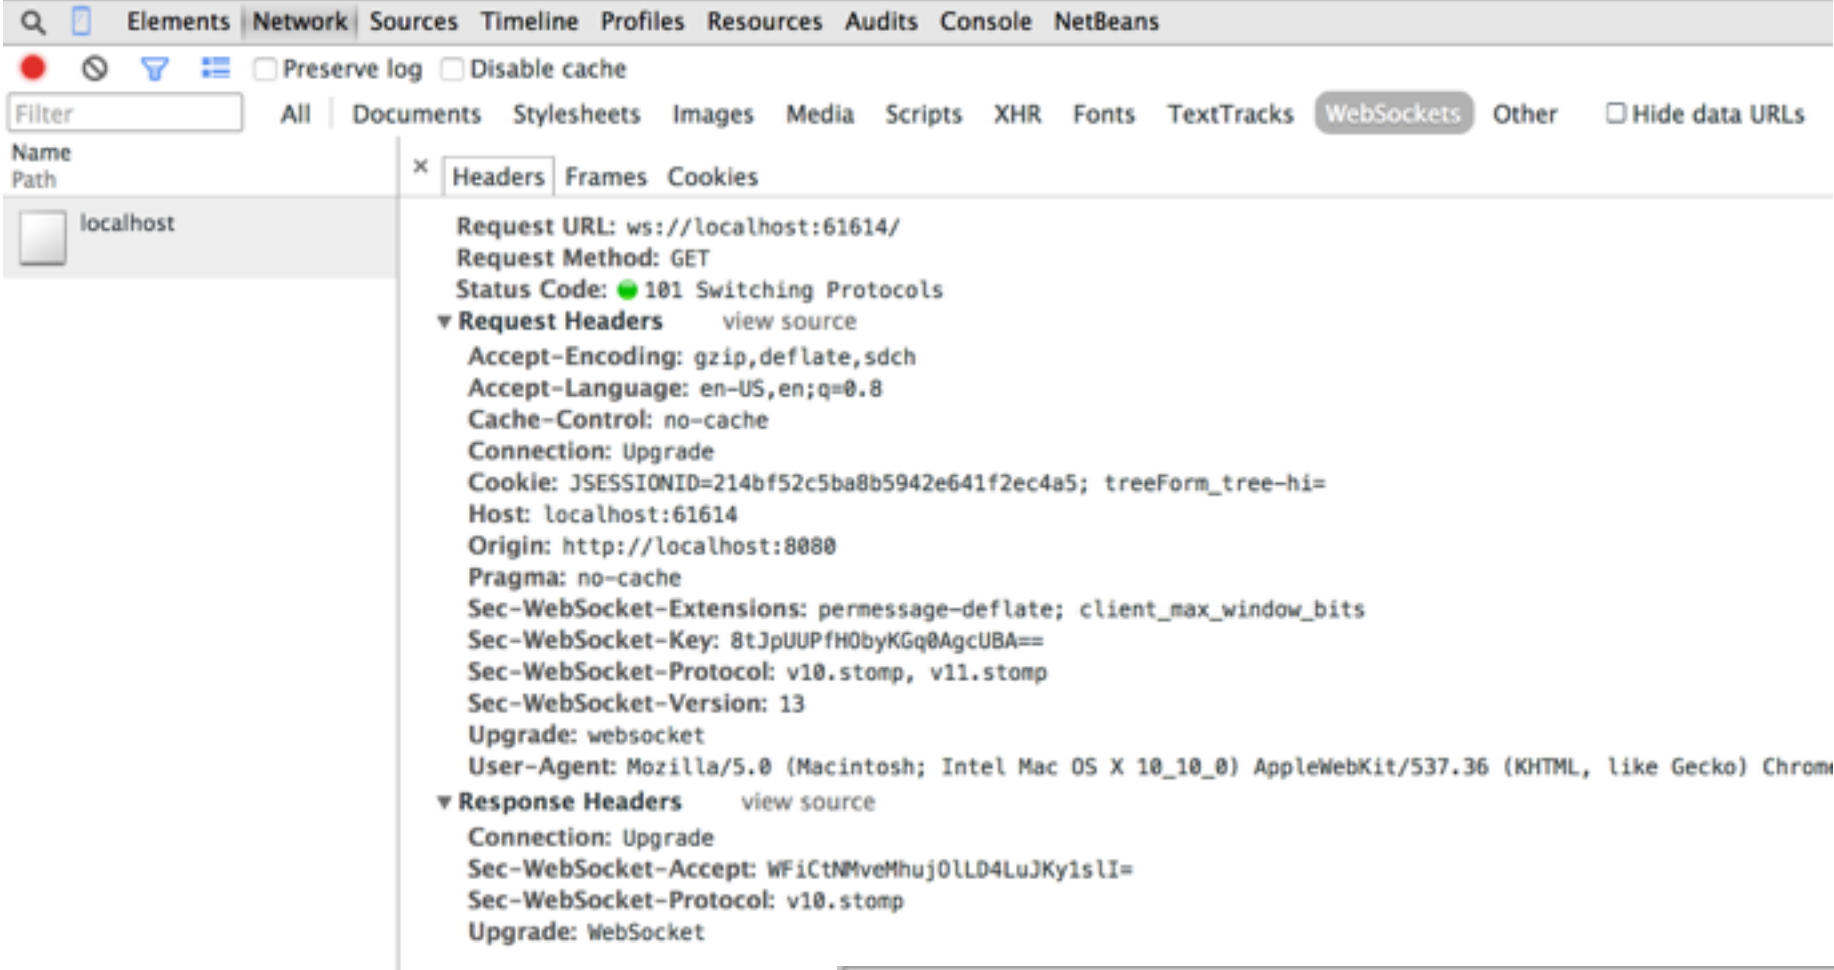 Elements Network Sources Timeline Profiles Resources Audits Console NetBeans
Preserve log Disable cache
Filter All Documents Stylesheets Images Media Scripts XHR Fonts TextTracks WebSockets Other Hide data URLs
Name
Path
localhost
× Headers Frames Cookies
Request URL: ws://localhost:61614/
Request Method: GET
Status Code: 101 Switching Protocols
▼ Request Headers view source
Accept-Encoding: gzip,deflate,sdch
Accept-Language: en-US,en;q=0.8
Cache-Control: no-cache
Connection: Upgrade
Cookie: JSESSIONID=214bf52c5ba8b5942e641f2ec4a5; treeForm_tree-hi=
Host: localhost:61614
Origin: http://localhost:8080
Pragma: no-cache
Sec-WebSocket-Extensions: permessage-deflate; client_max_window_bits
Sec-WebSocket-Key: 8tJpUUPfHObyKGq0AgcUBA==
Sec-WebSocket-Protocol: v10.stomp, v11.stomp
Sec-WebSocket-Version: 13
Upgrade: websocket
User-Agent: Mozilla/5.0 (Macintosh; Intel Mac OS X 10_10_0) AppleWebKit/537.36 (KHTML, like Gecko) Chrome
▼ Response Headers view source
Connection: Upgrade
Sec-WebSocket-Accept: WFiCtNMveMhujOlLD4LuJKy1slI=
Sec-WebSocket-Protocol: v10.stomp
Upgrade: WebSocket